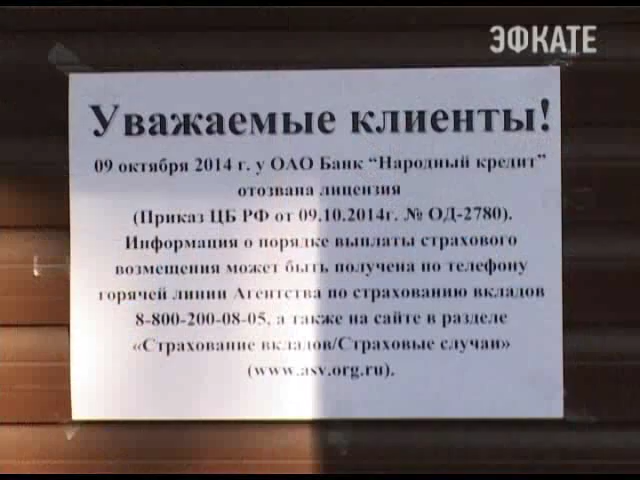 ЭФКАТЕ
Уважаемые клиенты!
09 октября 2014 г. у ОАО Банк “Народный кредит”
отозвана лицензия
(Приказ ЦБ РФ от 09.10.2014г. № ОД-2780).
Информация о порядке выплаты страхового
возмещения может быть получена по телефону
горячей линии Агентства по страхованию вкладов
8-800-200-08-05, а также на сайте в разделе
«Страхование вкладов/Страховые случаи»
(www.asv.org.ru).